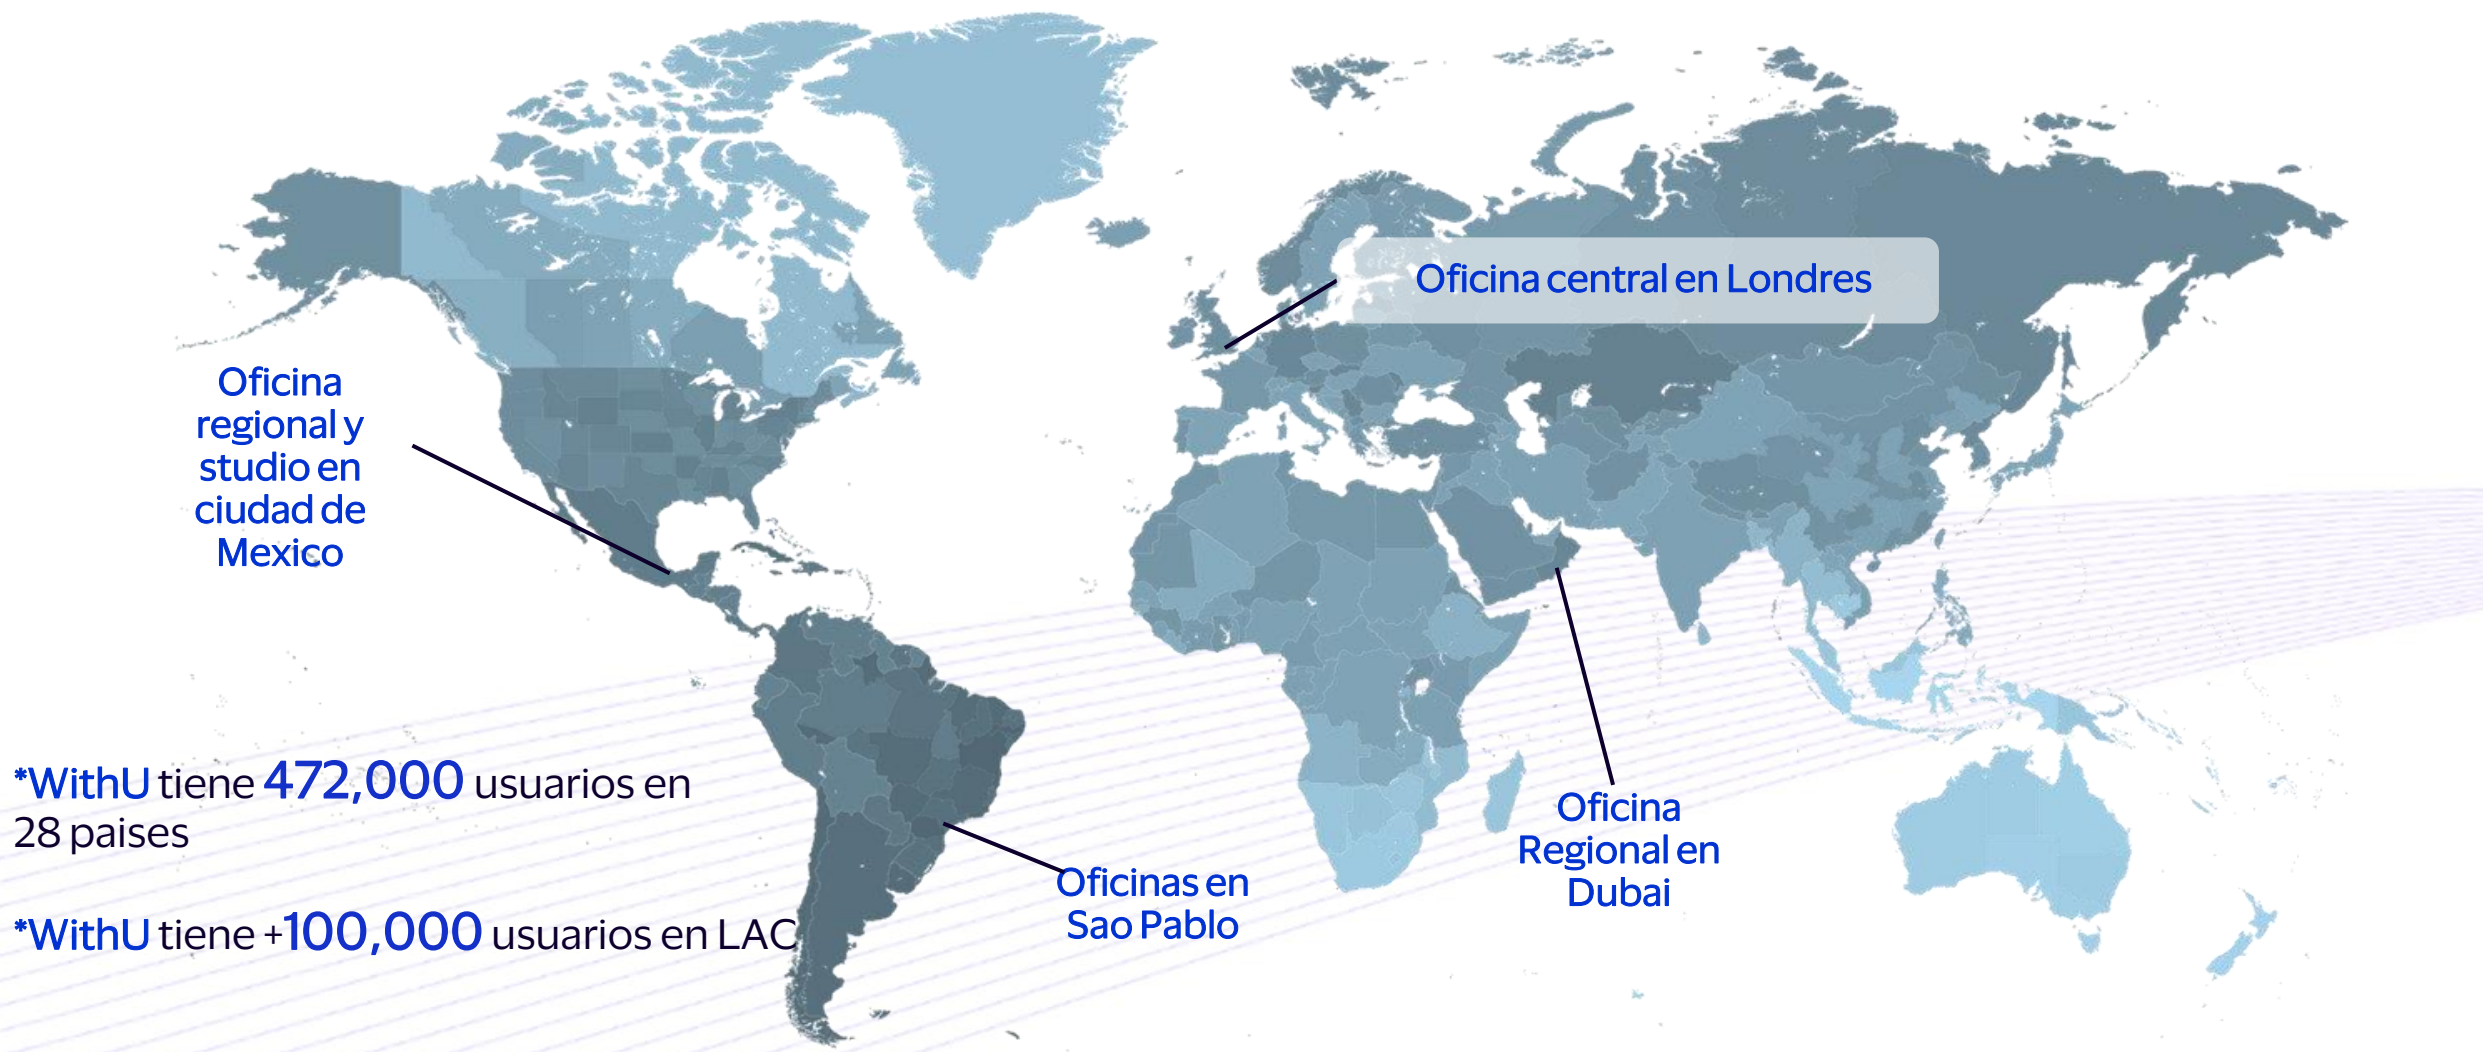 Oficina central en Londres
Oficina
regional y
studio en
ciudad de
Mexico
*WithU tiene 472,000 usuarios en
28 paises
*WithU tiene +100,000 usuarios en LAC
Oficinas en
Sao Pablo
Oficina
Regional en
Dubai